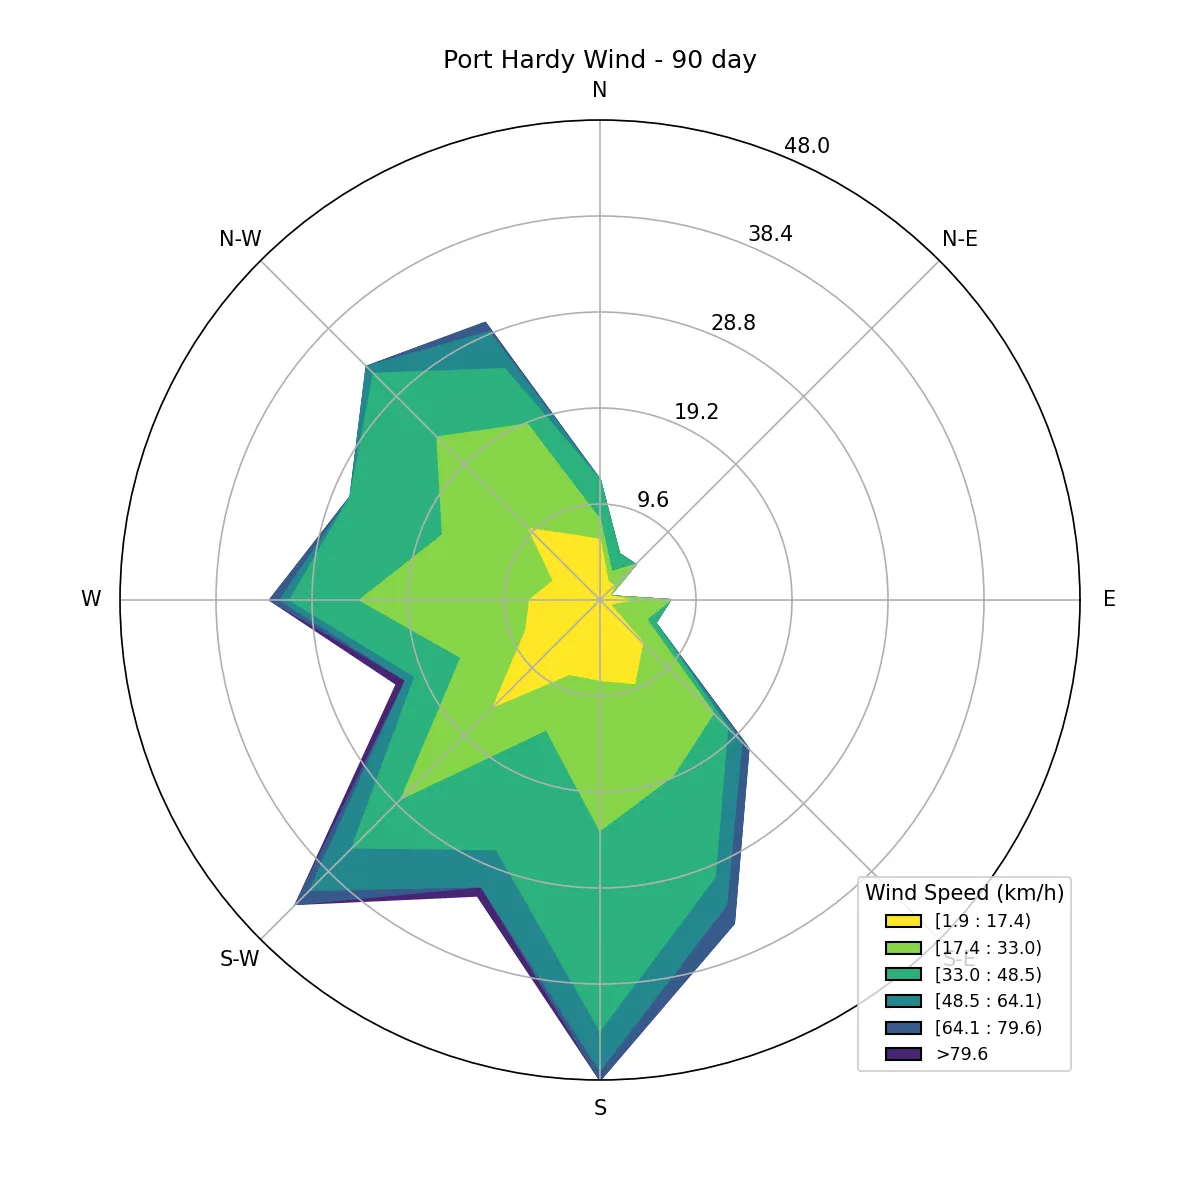 Port Hardy Wind - 90 day
N
48.0
N-W
38.4
N-E
28.8
19.2
9.6
W
E
S-W
S-E
S
Wind Speed (km/h)
[1.9 : 17.4)
[17.4 : 33.0)
[33.0 : 48.5)
[48.5 : 64.1)
[64.1 : 79.6)
>79.6